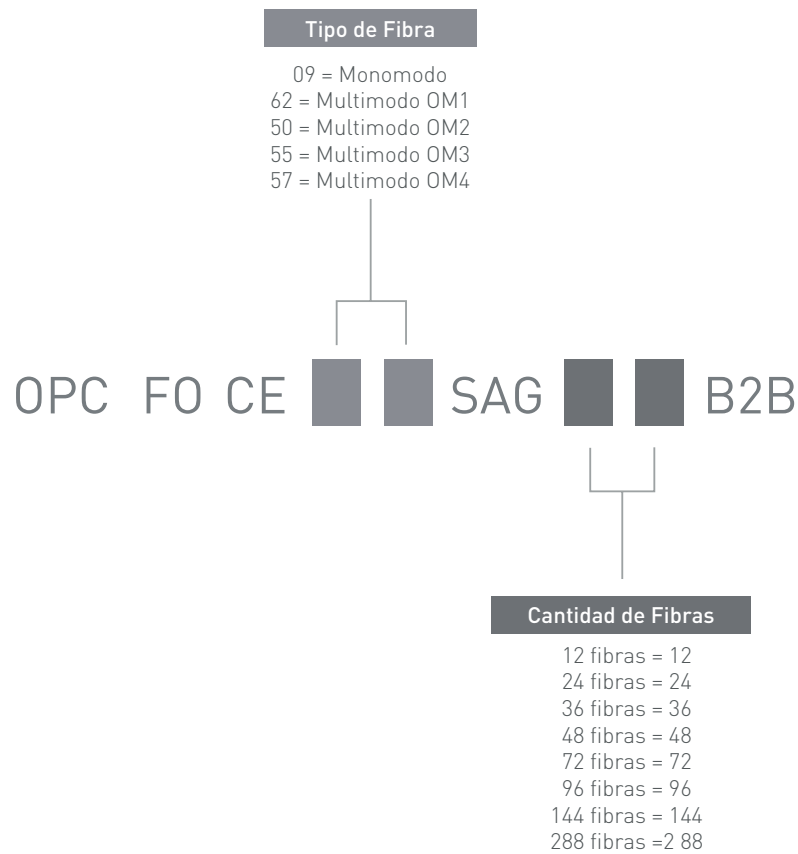 Tipo de Fibra
09 = Monomodo
62 = Multimodo OM1
50 = Multimodo OM2
55 = Multimodo OM3
57 = Multimodo OM4
OPC FO CE SAG B2B
Cantidad de Fibras
12 fibras = 12
24 fibras = 24
36 fibras = 36
48 fibras = 48
72 fibras = 72
96 fibras = 96
144 fibras = 144
288 fibras =2 88